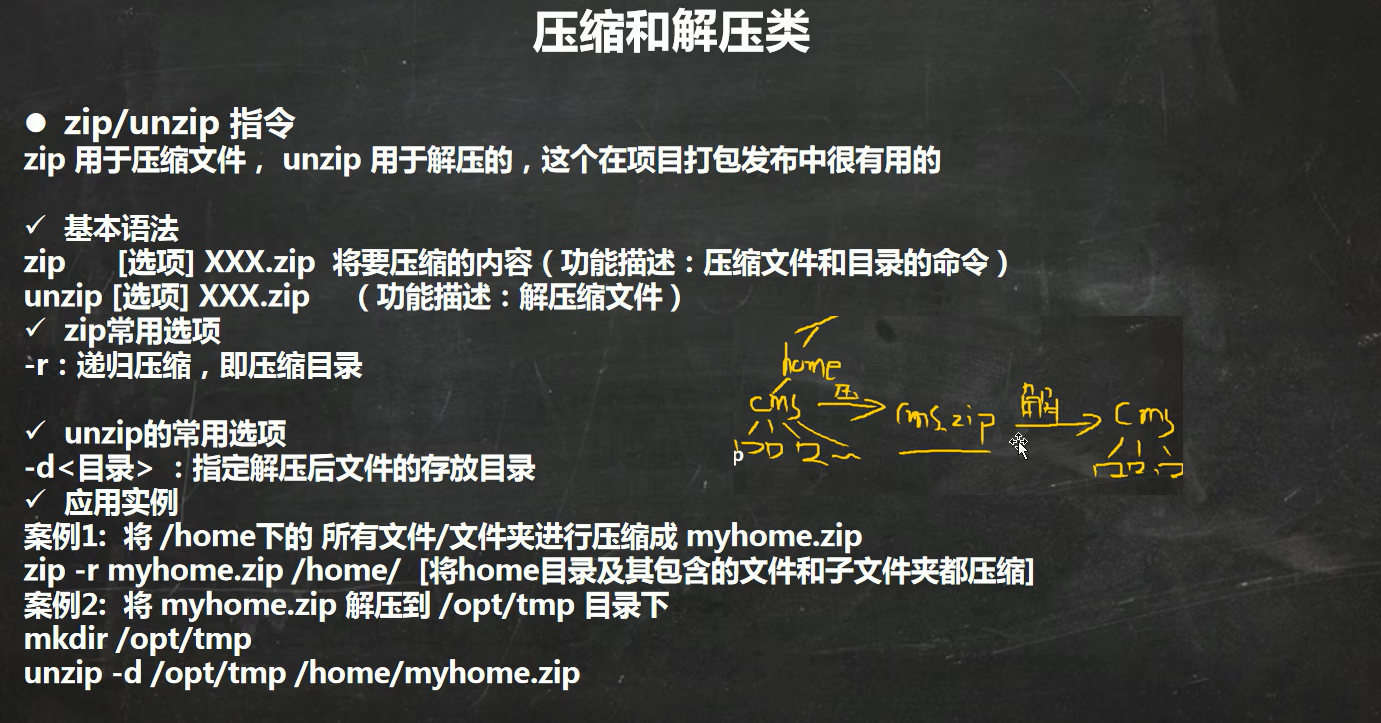 压缩和解压类
● zip/unzip 指令
zip 用于压缩文件， unzip 用于解压的，这个在项目打包发布中很有用的
✓ 基本语法
zip [选项] XXX.zip 将要压缩的内容（功能描述：压缩文件和目录的命令）
unzip [选项] XXX.zip （功能描述：解压缩文件）
✓ zip常用选项
-r：递归压缩，即压缩目录
✓ unzip的常用选项
-d<目录> ：指定解压后文件的存放目录
✓ 应用实例
案例1: 将 /home下的 所有文件/文件夹进行压缩成 myhome.zip
zip -r myhome.zip /home/ [将home目录及其包含的文件和子文件夹都压缩]
案例2: 将 myhome.zip 解压到 /opt/tmp 目录下
mkdir /opt/tmp
unzip -d /opt/tmp /home/myhome.zip
/
home
cms 压 cms.zip 解 cms
p